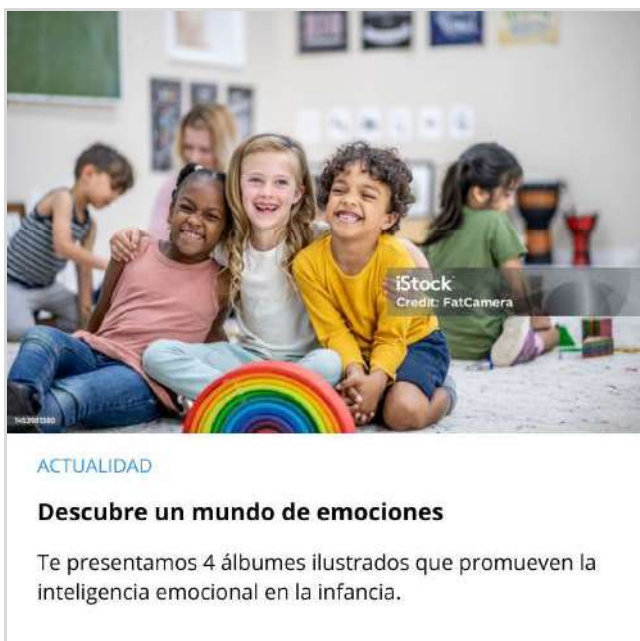 iStock
Credit: FatCamera
ACTUALIDAD
Descubre un mundo de emociones
Te presentamos 4 álbumes ilustrados que promueven la
inteligencia emocional en la infancia.